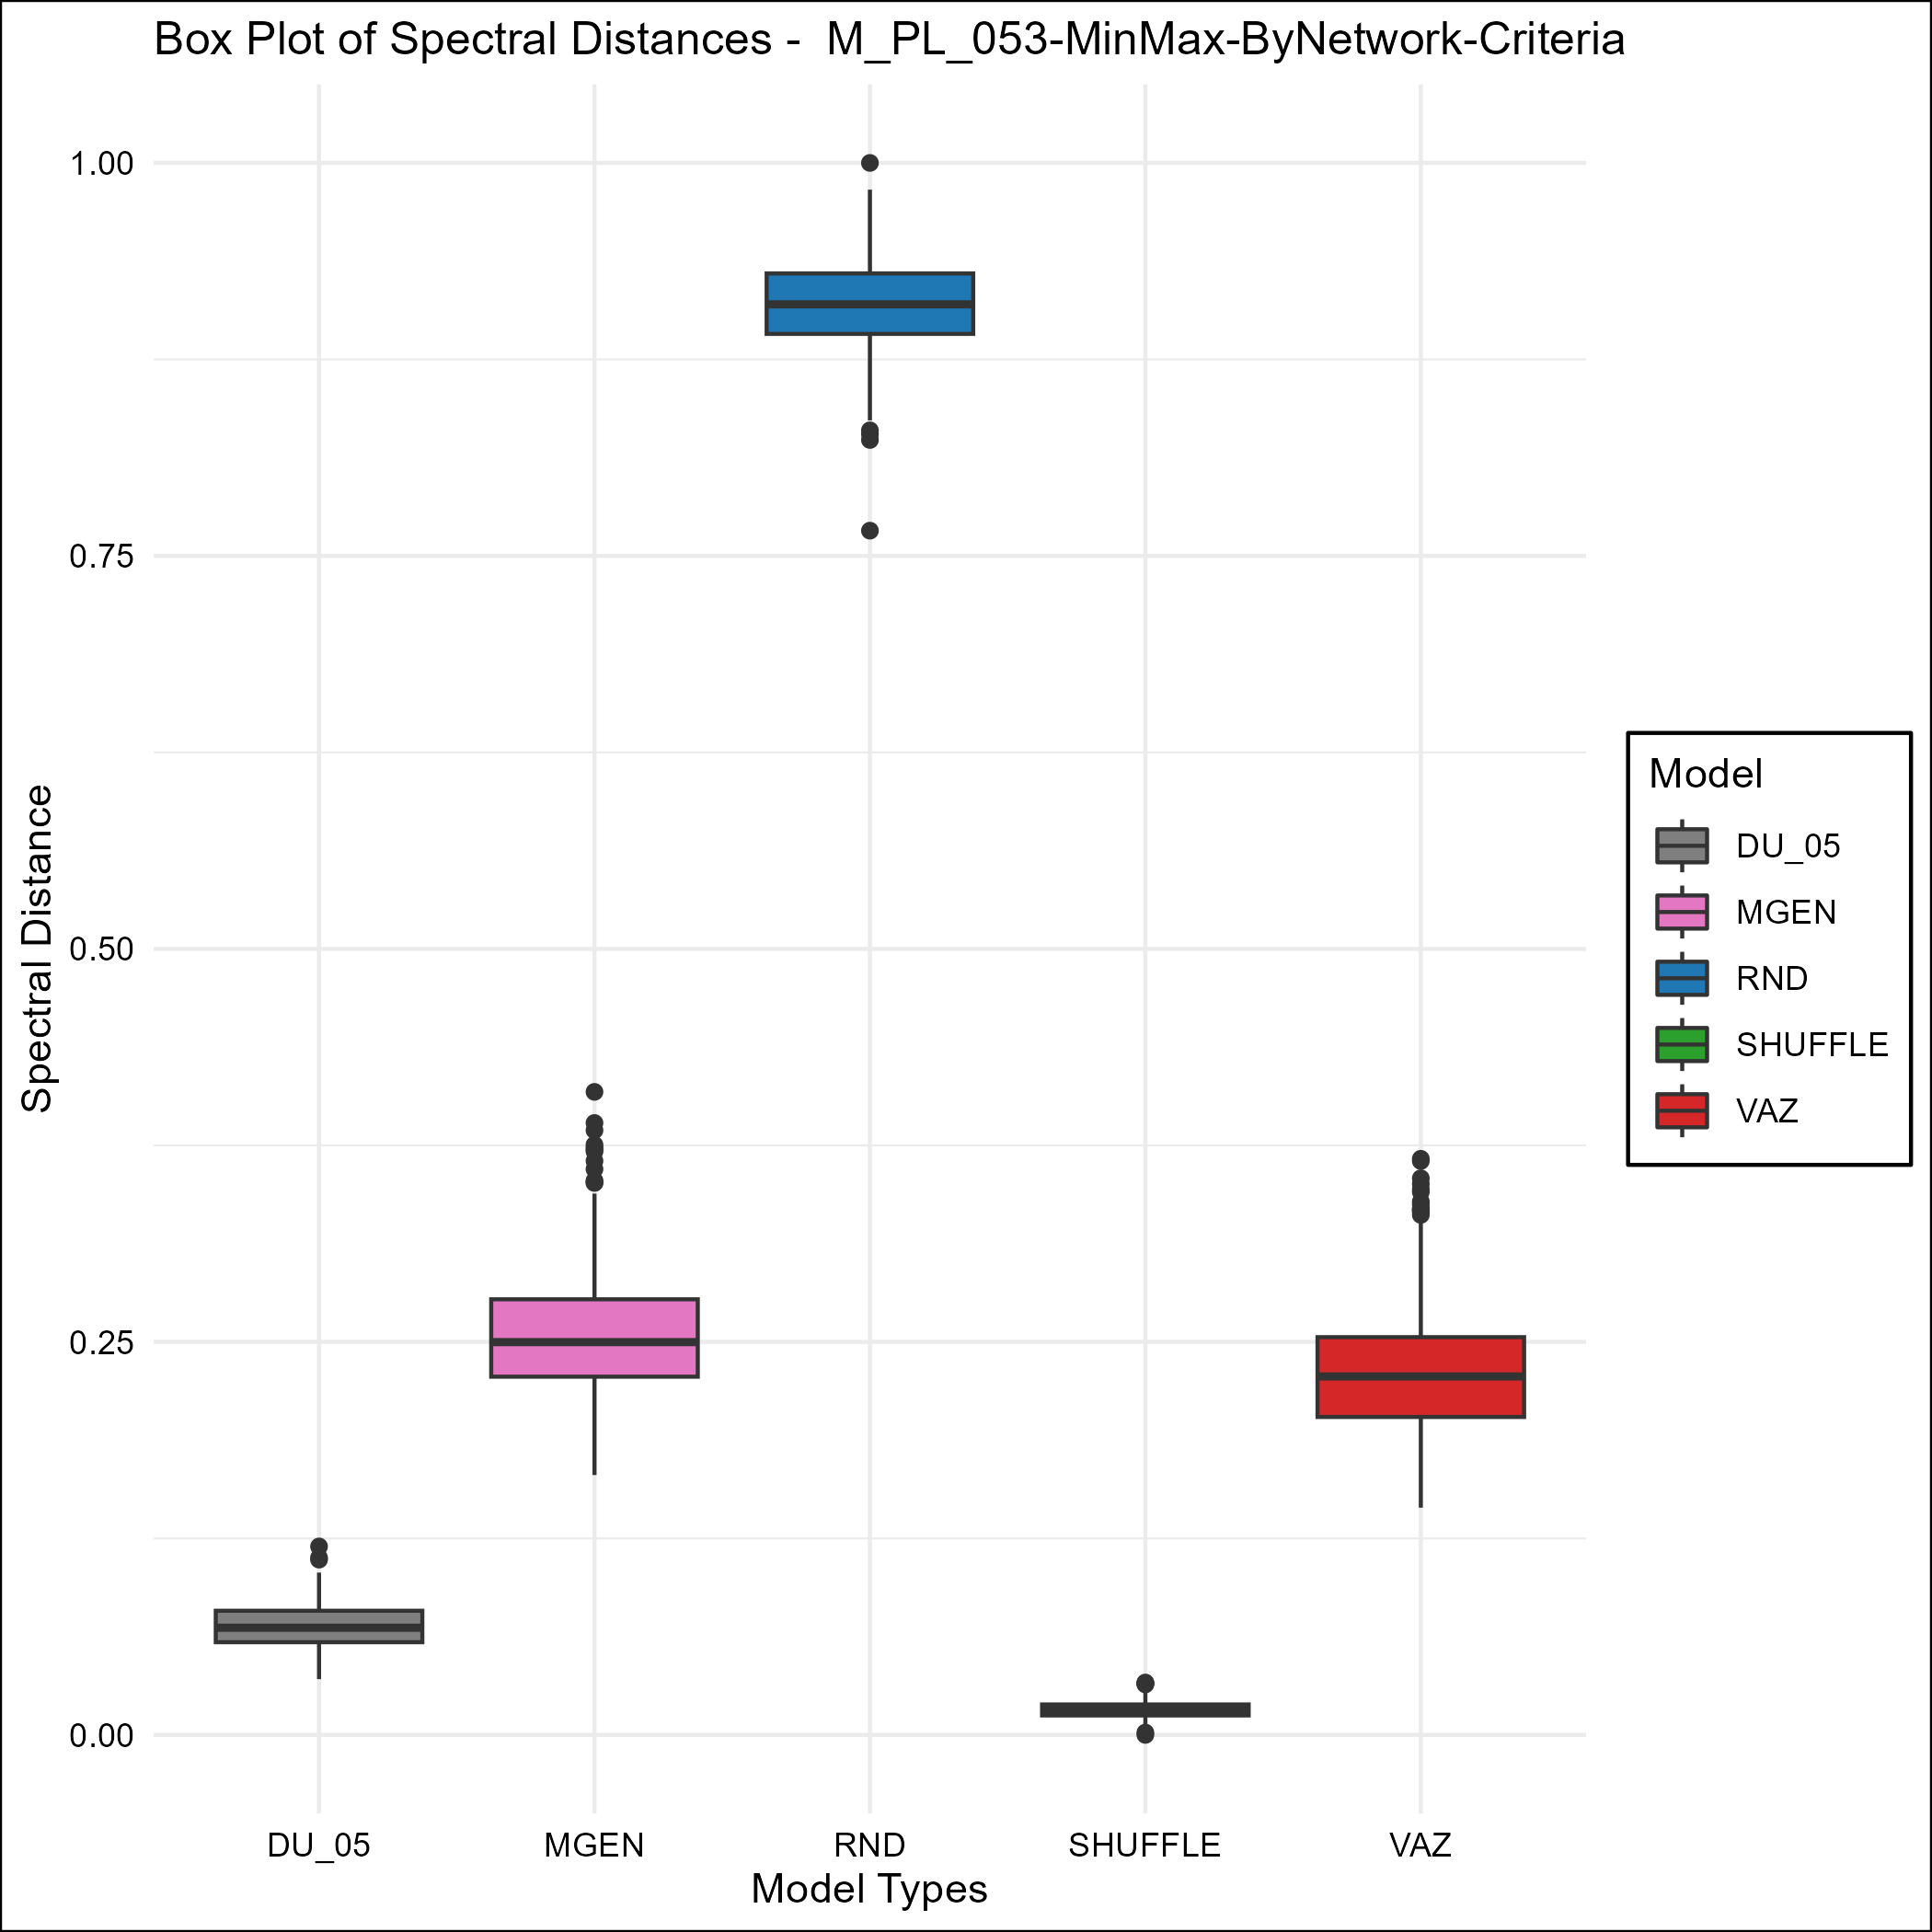 Box Plot of Spectral Distances -  M_PL_053-MinMax-ByNetwork-Criteria
1.00
0.75
0.50
0.25
0.00
Spectral Distance
DU_05 MGEN RND SHUFFLE VAZ
Model Types
Model
DU_05
MGEN
RND
SHUFFLE
VAZ